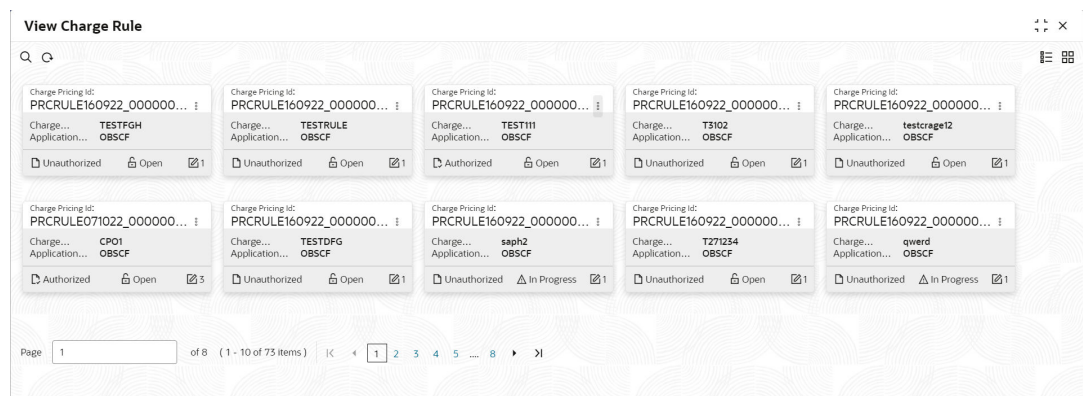 View Charge Rule
Charge Pricing Id: Charge Pricing Id: Charge Pricing Id: Charge Pricing Id: Charge Pricing Id:
PRCRULE160922_000000... PRCRULE160922_000000... PRCRULE160922_000000... PRCRULE160922_000000... PRCRULE160922_000000...
Charge... TESTFGH Charge... TESTRULE Charge... TEST111 Charge... T3102 Charge... testcrage12
Application... OBSCF Application... OBSCF Application... OBSCF Application... OBSCF Application... OBSCF
Unauthorized Open 1 Unauthorized Open 1 Authorized Open 1 Unauthorized Open 1 Unauthorized Open 1
Charge Pricing Id: Charge Pricing Id: Charge Pricing Id: Charge Pricing Id: Charge Pricing Id:
PRCRULE071022_000000... PRCRULE160922_000000... PRCRULE160922_000000... PRCRULE160922_000000... PRCRULE160922_000000...
Charge... CPO1 Charge... TESTDFG Charge... saph2 Charge... T271234 Charge... qwerd
Application... OBSCF Application... OBSCF Application... OBSCF Application... OBSCF Application... OBSCF
Authorized Open 3 Unauthorized Open 1 Unauthorized In Progress 1 Unauthorized Open 1 Unauthorized In Progress 1
Page 1 of 8 (1 - 10 of 73 items) 1 2 3 4 5 .... 8